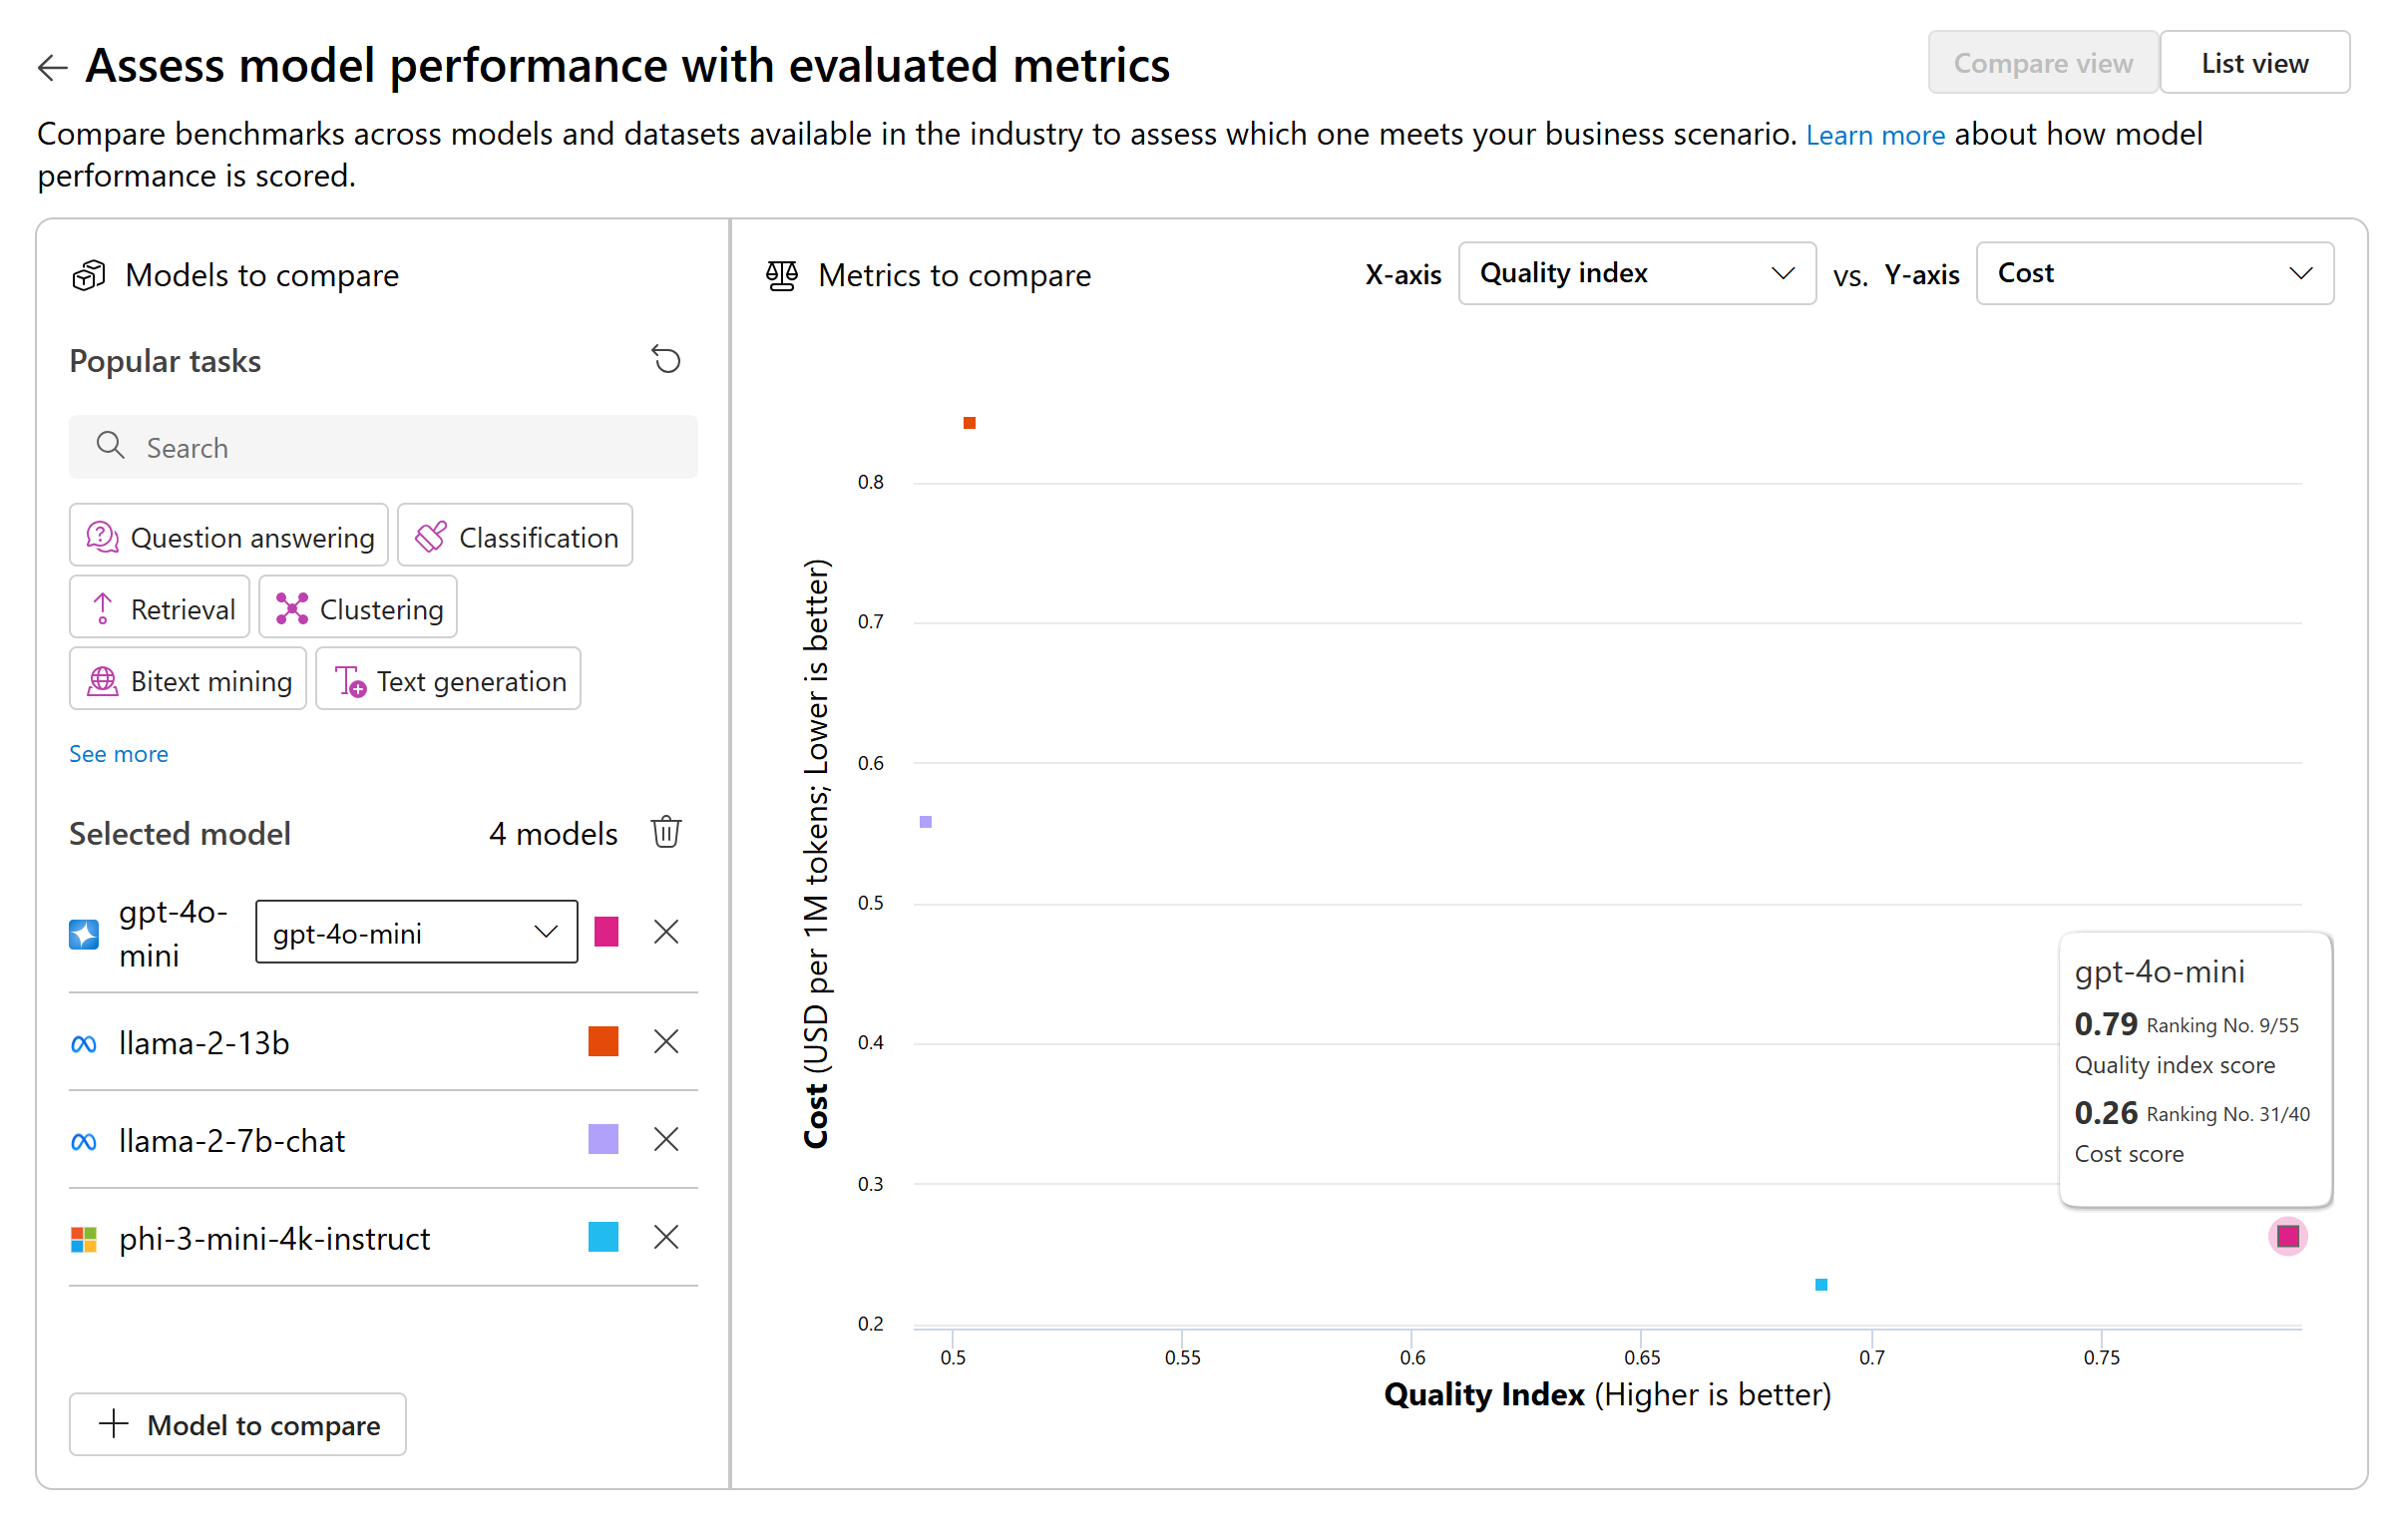 Assess model performance with evaluated metrics
Compare view
List view
Compare benchmarks across models and datasets available in the industry to assess which one meets your business scenario. Learn more about how model
performance is scored.
Models to compare
Popular tasks
Search
Question answering
Classification
Retrieval
Clustering
Bitext mining
Text generation
See more
Selected model
4 models
gpt-4o-
mini
gpt-4o-mini
llama-2-13b
llama-2-7b-chat
phi-3-mini-4k-instruct
Model to compare
Metrics to compare
X-axis
Quality index
vs.
Y-axis
Cost
Cost (USD per 1M tokens; Lower is better)
0.8
0.7
0.6
0.5
0.4
0.3
0.2
gpt-4o-mini
0.79 Ranking No. 9/55
Quality index score
0.26 Ranking No. 31/40
Cost score
0.5
0.55
0.6
0.65
0.7
0.75
Quality Index (Higher is better)